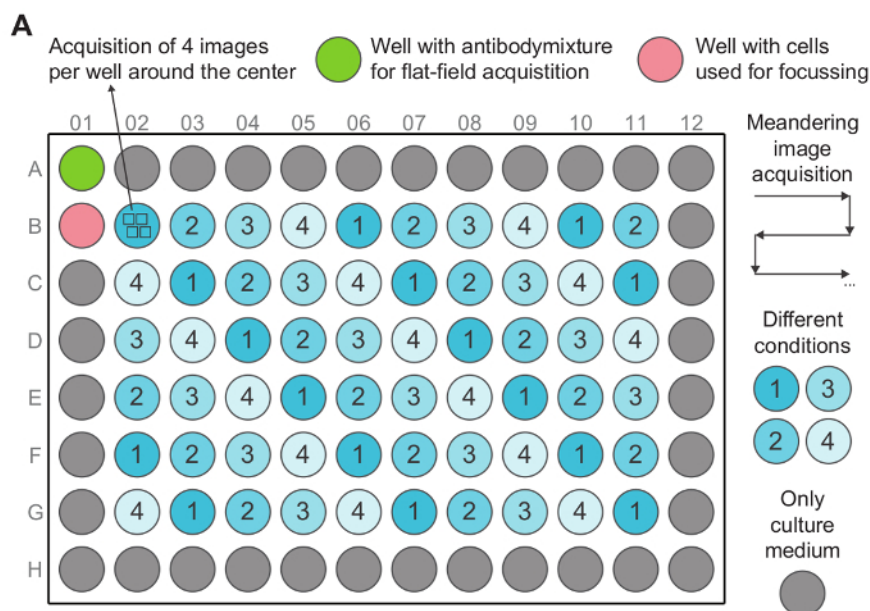 A
Acquisition of 4 images
per well around the center
Well with antibodymixture
for flat-field acquistition
Well with cells
used for focussing
01 02 03 04 05 06 07 08 09 10 11 12
A
B 2 3 4 1 2 3 4 1 2
C 4 1 2 3 4 1 2 3 4 1
D 3 4 1 2 3 4 1 2 3 4
E 2 3 4 1 2 3 4 1 2 3
F 1 2 3 4 1 2 3 4 1 2
G 4 1 2 3 4 1 2 3 4 1
H
Meandering
image
acquisition
...
Different
conditions
1 3
2 4
Only
culture
medium